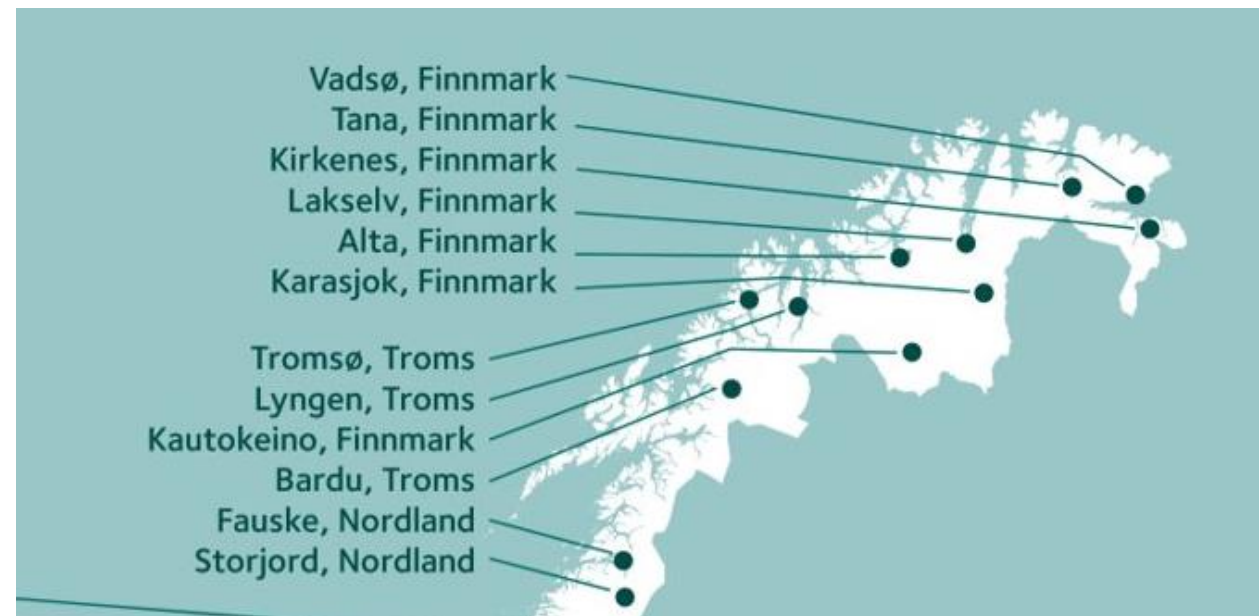 Vadsø, Finnmark
Tana, Finnmark
Kirkenes, Finnmark
Lakselv, Finnmark
Alta, Finnmark
Karasjok, Finnmark
Tromsø, Troms
Lyngen, Troms
Kautokeino, Finnmark
Bardu, Troms
Fauske, Nordland
Storjord, Nordland